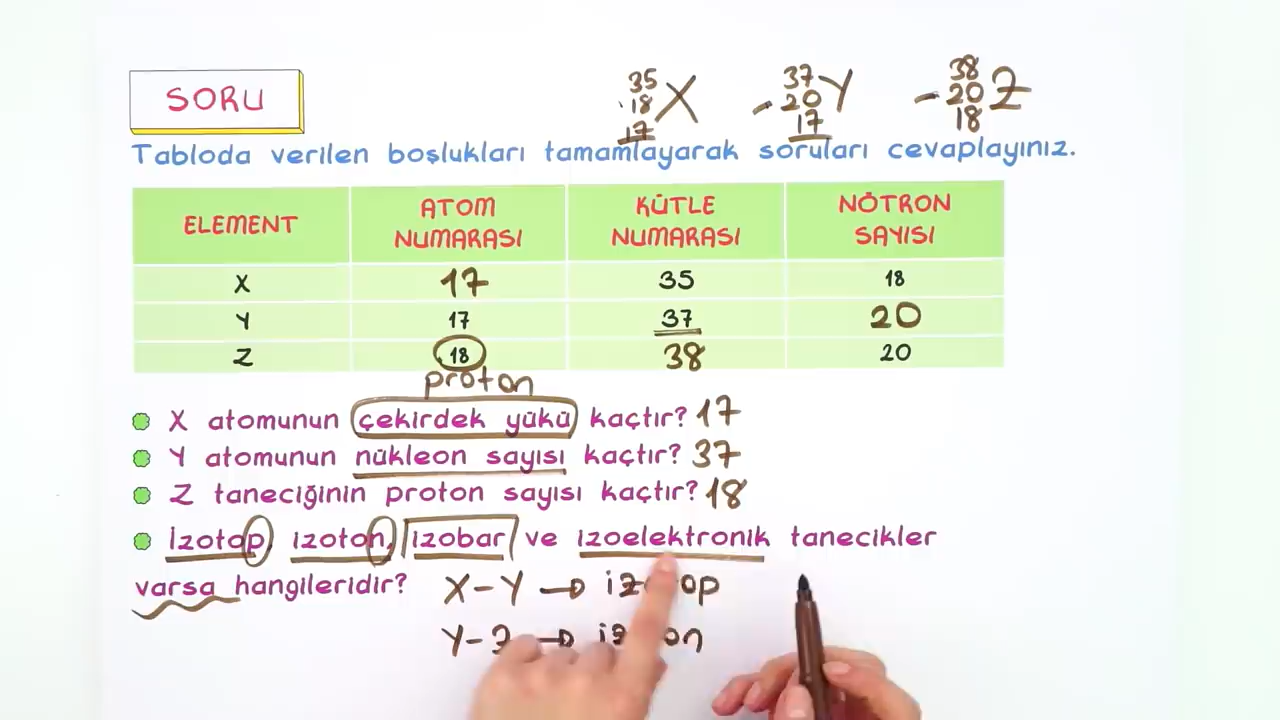 SORU
35
18
17
X
37
20
17
Y
38
20
18
Z
Tabloda verilen boşlukları tamamlayarak soruları cevaplayınız.
ELEMENT ATOM NUMARASI KÜTLE NUMARASI NÖTRON SAYISI
X 17 35 18
Y 17 37 20
Z 18 38 20
proton
X atomunun çekirdek yükü kaçtır? 17
Y atomunun nükleon sayısı kaçtır? 37
Z taneciğinin proton sayısı kaçtır? 18
İzotop, izoton, izobar ve izoelektronik tanecikler
varsa hangileridir? X-Y → 
Y-